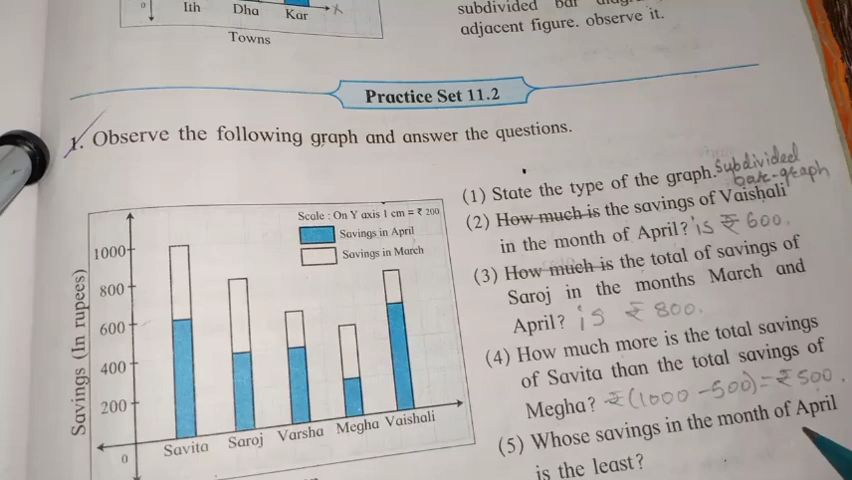 0
Ith Dha Kar X
Towns
subdivided bar
adjacent figure. observe it.
Practice Set 11.2
1. Observe the following graph and answer the questions.
Scale : On Y axis 1 cm = ₹ 200
Savings in April
Savings in March
Savings (In rupees)
1000
800
600
400
200
0
Savita Saroj Varsha Megha Vaishali
(1) State the type of the graph. Subdivided
bar-graph
(2) How much is the savings of Vaishali
in the month of April? is ₹ 600.
(3) How much is the total of savings of
Saroj in the months March and
April? is ₹ 800.
(4) How much more is the total savings
of Savita than the total savings of
Megha? ₹(1000 - 500) = ₹ 500.
(5) Whose savings in the month of April
is the least?